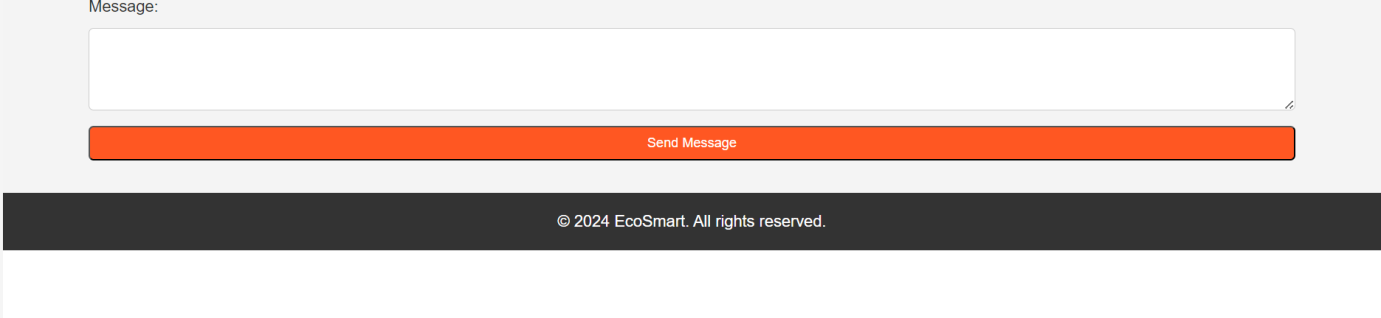 Message:
Send Message
© 2024 EcoSmart. All rights reserved.